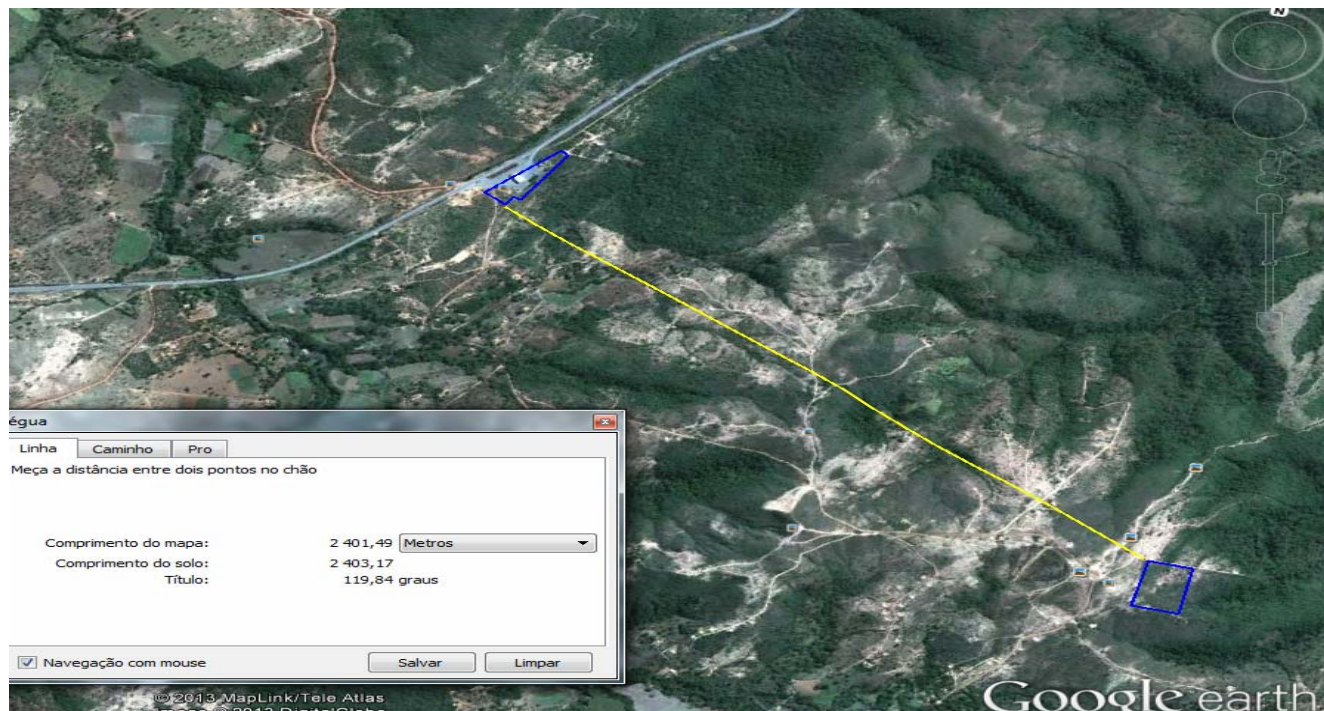 N
égua
Linha Caminho Pro
Meça a distância entre dois pontos no chão
Comprimento do mapa: 2 401,49 Metros
Comprimento do solo: 2 403,17
Título: 119,84 graus
Navegação com mouse Salvar Limpar
© 2013 MapLink/Tele Atlas
2013 DigitalGlobe
Google earth